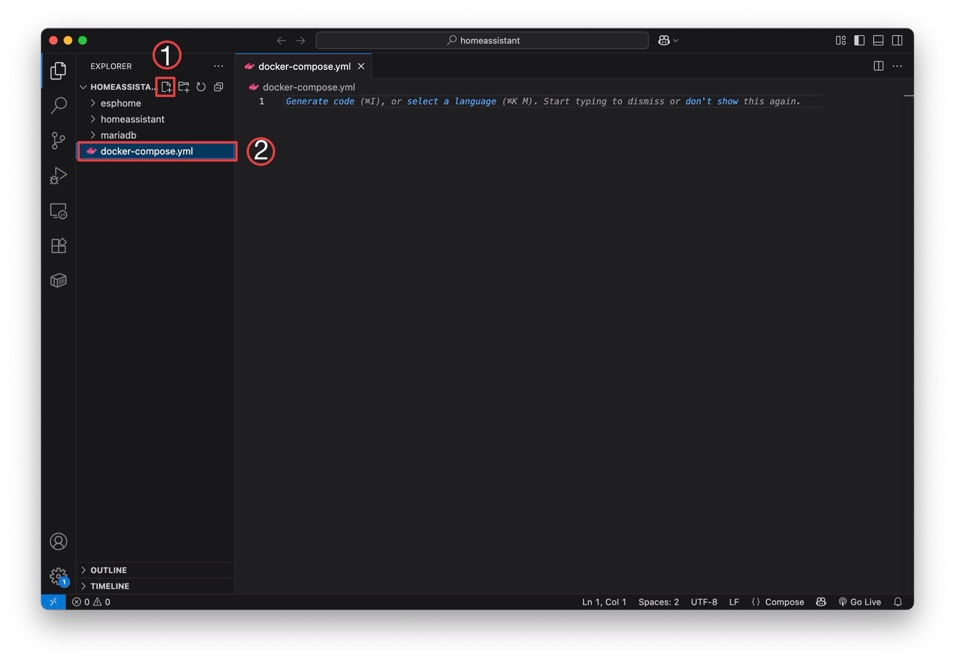 homeassistant
1
EXPLORER
docker-compose.yml
HOMEASSISTA...
docker-compose.yml
esphome
1 Generate code (⌘I), or select a language (⌘K M). Start typing to dismiss or don't show this again.
homeassistant
mariadb
docker-compose.yml
2
OUTLINE
1
TIMELINE
0 0 Ln 1, Col 1 Spaces: 2 UTF-8 LF {} Compose Go Live